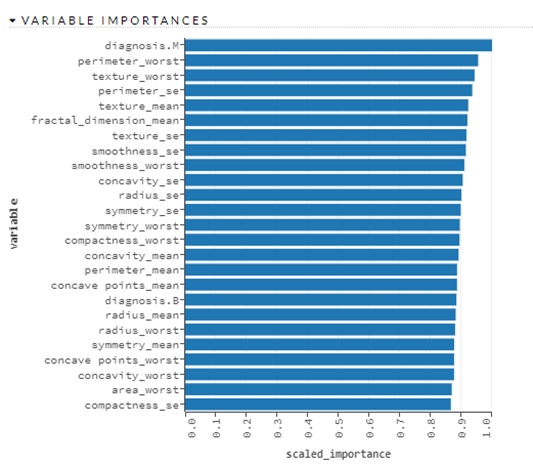 ▾ VARIABLE IMPORTANCES
variable
diagnosis.M
perimeter_worst
texture_worst
perimeter_se
texture_mean
fractal_dimension_mean
texture_se
smoothness_se
smoothness_worst
concavity_se
radius_se
symmetry_se
symmetry_worst
compactness_worst
concavity_mean
perimeter_mean
concave points_mean
diagnosis.B
radius_mean
radius_worst
symmetry_mean
concave points_worst
concavity_worst
area_worst
compactness_se
0.0 0.1 0.2 0.3 0.4 0.5 0.6 0.7 0.8 0.9 1.0
scaled_importance